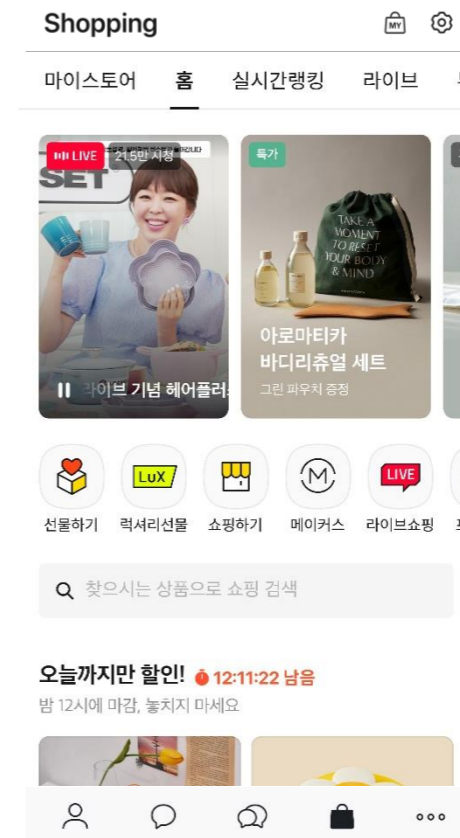 Shopping
MY
마이스토어 홈 실시간랭킹 라이브
LIVE 21.5만 시청
SET
특가
TAKE A
MOMENT
TO RESET
YOUR BODY
& MIND
아로마티카
바디리츄얼 세트
그린 파우치 증정
라이브 기념 헤어플러스
LuX
M
LIVE
선물하기 럭셔리선물 쇼핑하기 메이커스 라이브쇼핑
찾으시는 상품으로 쇼핑 검색
오늘까지만 할인! 12:11:22 남음
밤 12시에 마감, 놓치지 마세요